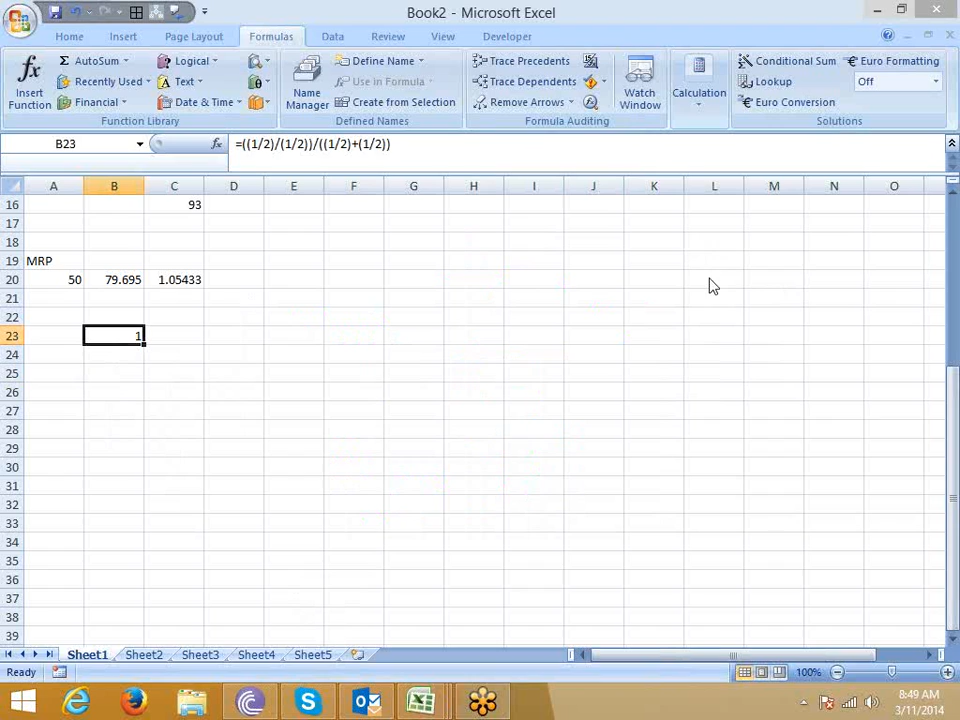 Book2 - Microsoft Excel
Home Insert Page Layout Formulas Data Review View Developer
fx Insert Function
Σ AutoSum
Recently Used
Financial
Logical
Text
Date & Time
Function Library
Name Manager
Define Name
Use in Formula
Create from Selection
Defined Names
Trace Precedents
Trace Dependents
Remove Arrows
Watch Window
Formula Auditing
Calculation
Conditional Sum
Lookup
Euro Conversion
Euro Formatting
Off
Solutions
B23 fx =((1/2)/(1/2))/((1/2)+(1/2))
A B C D E F G H I J K L M N O
16 93
17
18
19 MRP
20 50 79.695 1.05433
21
22
23 1
24
25
26
27
28
29
30
31
32
33
34
35
36
37
38
39
Sheet1 Sheet2 Sheet3 Sheet4 Sheet5
Ready 100%
8:49 AM
3/11/2014